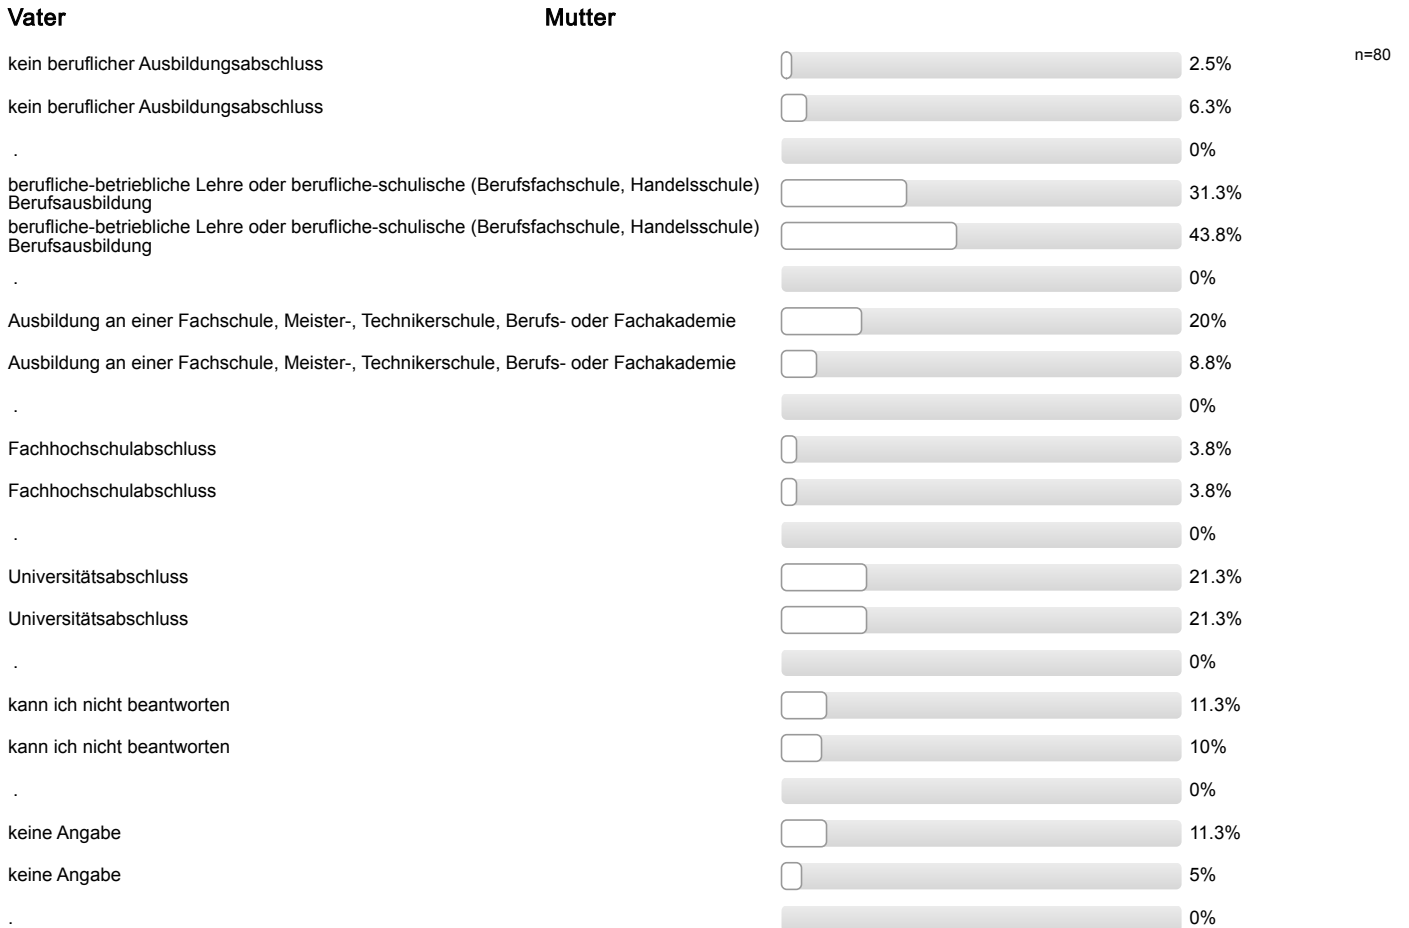 Vater Mutter
kein beruflicher Ausbildungsabschluss 2.5% n=80
kein beruflicher Ausbildungsabschluss 6.3%
. 0%
berufliche-betriebliche Lehre oder berufliche-schulische (Berufsfachschule, Handelsschule)
Berufsausbildung 31.3%
berufliche-betriebliche Lehre oder berufliche-schulische (Berufsfachschule, Handelsschule)
Berufsausbildung 43.8%
. 0%
Ausbildung an einer Fachschule, Meister-, Technikerschule, Berufs- oder Fachakademie 20%
Ausbildung an einer Fachschule, Meister-, Technikerschule, Berufs- oder Fachakademie 8.8%
. 0%
Fachhochschulabschluss 3.8%
Fachhochschulabschluss 3.8%
. 0%
Universitätsabschluss 21.3%
Universitätsabschluss 21.3%
. 0%
kann ich nicht beantworten 11.3%
kann ich nicht beantworten 10%
. 0%
keine Angabe 11.3%
keine Angabe 5%
. 0%